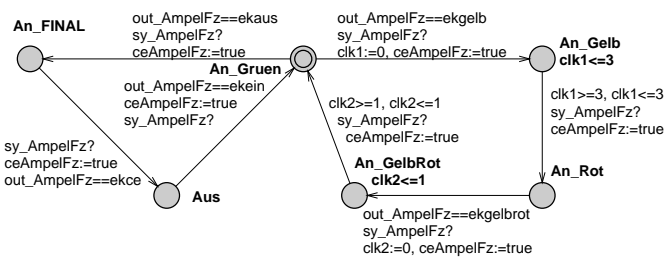 out_AmpelFz==ekaus
sy_AmpelFz?
ceAmpelFz:=true
out_AmpelFz==ekgelb
sy_AmpelFz?
clk1:=0, ceAmpelFz:=true
An_FINAL
An_Gruen
An_Gelb
clk1<=3
out_AmpelFz==ekein
ceAmpelFz:=true
sy_AmpelFz?
clk2>=1, clk2<=1
sy_AmpelFz?
ceAmpelFz:=true
clk1>=3, clk1<=3
sy_AmpelFz?
ceAmpelFz:=true
sy_AmpelFz?
ceAmpelFz:=true
out_AmpelFz==ekce
Aus
An_GelbRot
clk2<=1
An_Rot
out_AmpelFz==ekgelbrot
sy_AmpelFz?
clk2:=0, ceAmpelFz:=true